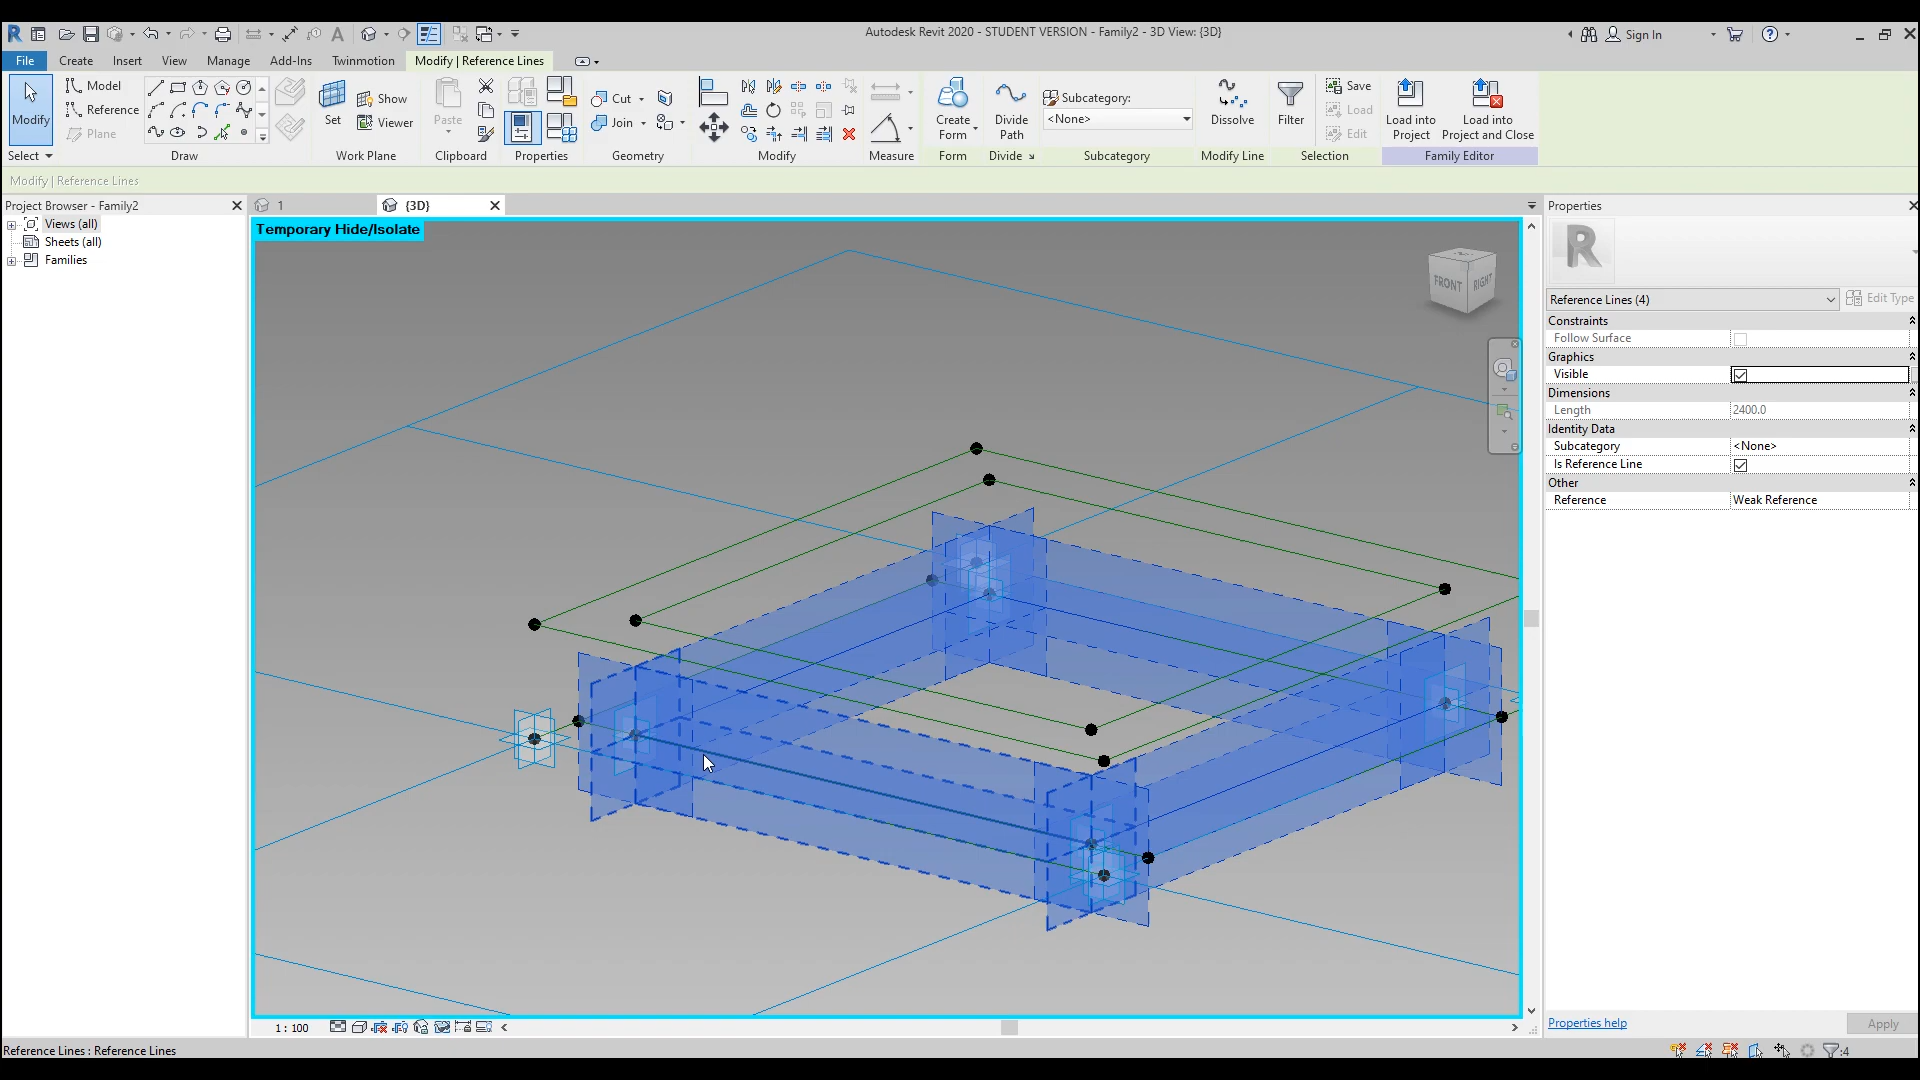 Autodesk Revit 2020 - STUDENT VERSION - Family2 - 3D View: {3D}
Sign In
File Create Insert View Manage Add-Ins Twinmotion Modify | Reference Lines
Modify
Model
Reference
Plane
Set
Show
Viewer
Paste
Cut
Join
Create
Form
Divide
Path
Subcategory:
<None>
Dissolve
Filter
Save
Load
Edit
Load into
Project
Load into
Project and Close
Select Draw Work Plane Clipboard Properties Geometry Modify Measure Form Divide Subcategory Modify Line Selection Family Editor
Modify | Reference Lines
Project Browser - Family2
Views (all)
Sheets (all)
Families
1
{3D}
Temporary Hide/Isolate
FRONT
RIGHT
Properties
R
Reference Lines (4)
Edit Type
Constraints
Follow Surface
Graphics
Visible
Dimensions
Length 2400.0
Identity Data
Subcategory <None>
Is Reference Line
Other
Reference Weak Reference
Properties help
Apply
1 : 100
Reference Lines : Reference Lines
:4